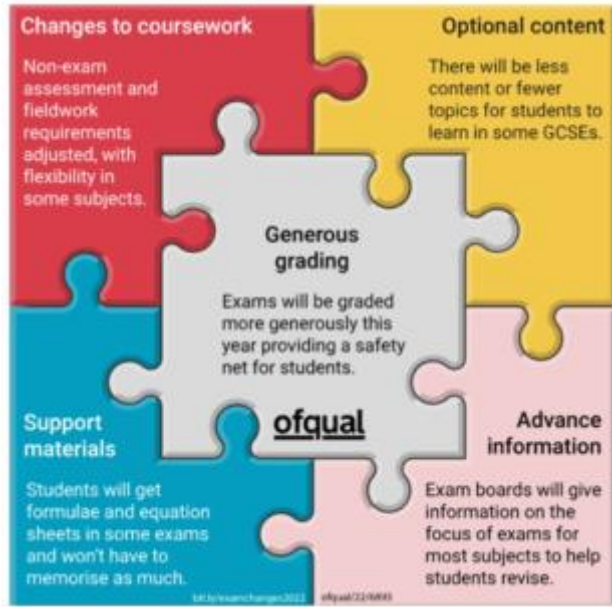 Changes to coursework
Non-exam
assessment and
fieldwork
requirements
adjusted, with
flexibility in
some subjects.
Optional content
There will be less
content or fewer
topics for students to
learn in some GCSEs.
Generous
grading
Exams will be graded
more generously this
year providing a safety
net for students.
ofqual
Support
materials
Students will get
formulae and equation
sheets in some exams
and won't have to
memorise as much.
bit.ly/examchanges2022
Advance
information
Exam boards will give
information on the
focus of exams for
most subjects to help
students revise.